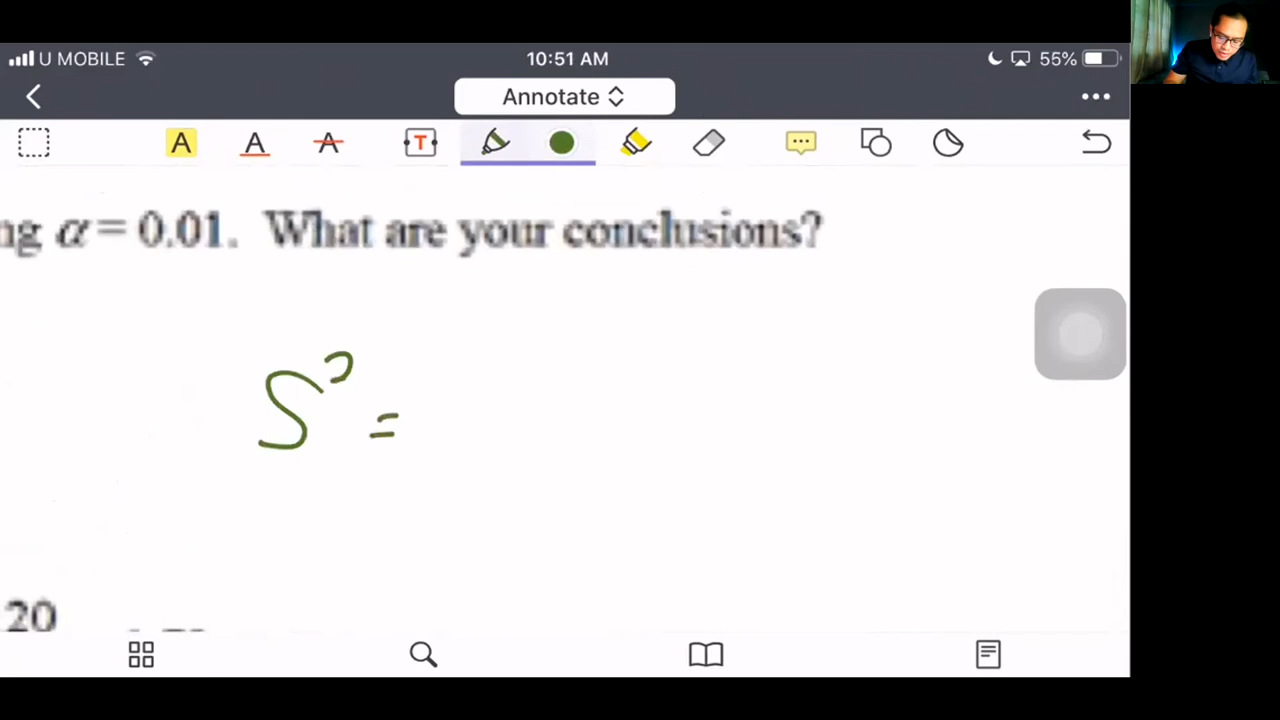 U MOBILE 10:51 AM 55%
Annotate
A A A T
ng α = 0.01. What are your conclusions?
S² =
20